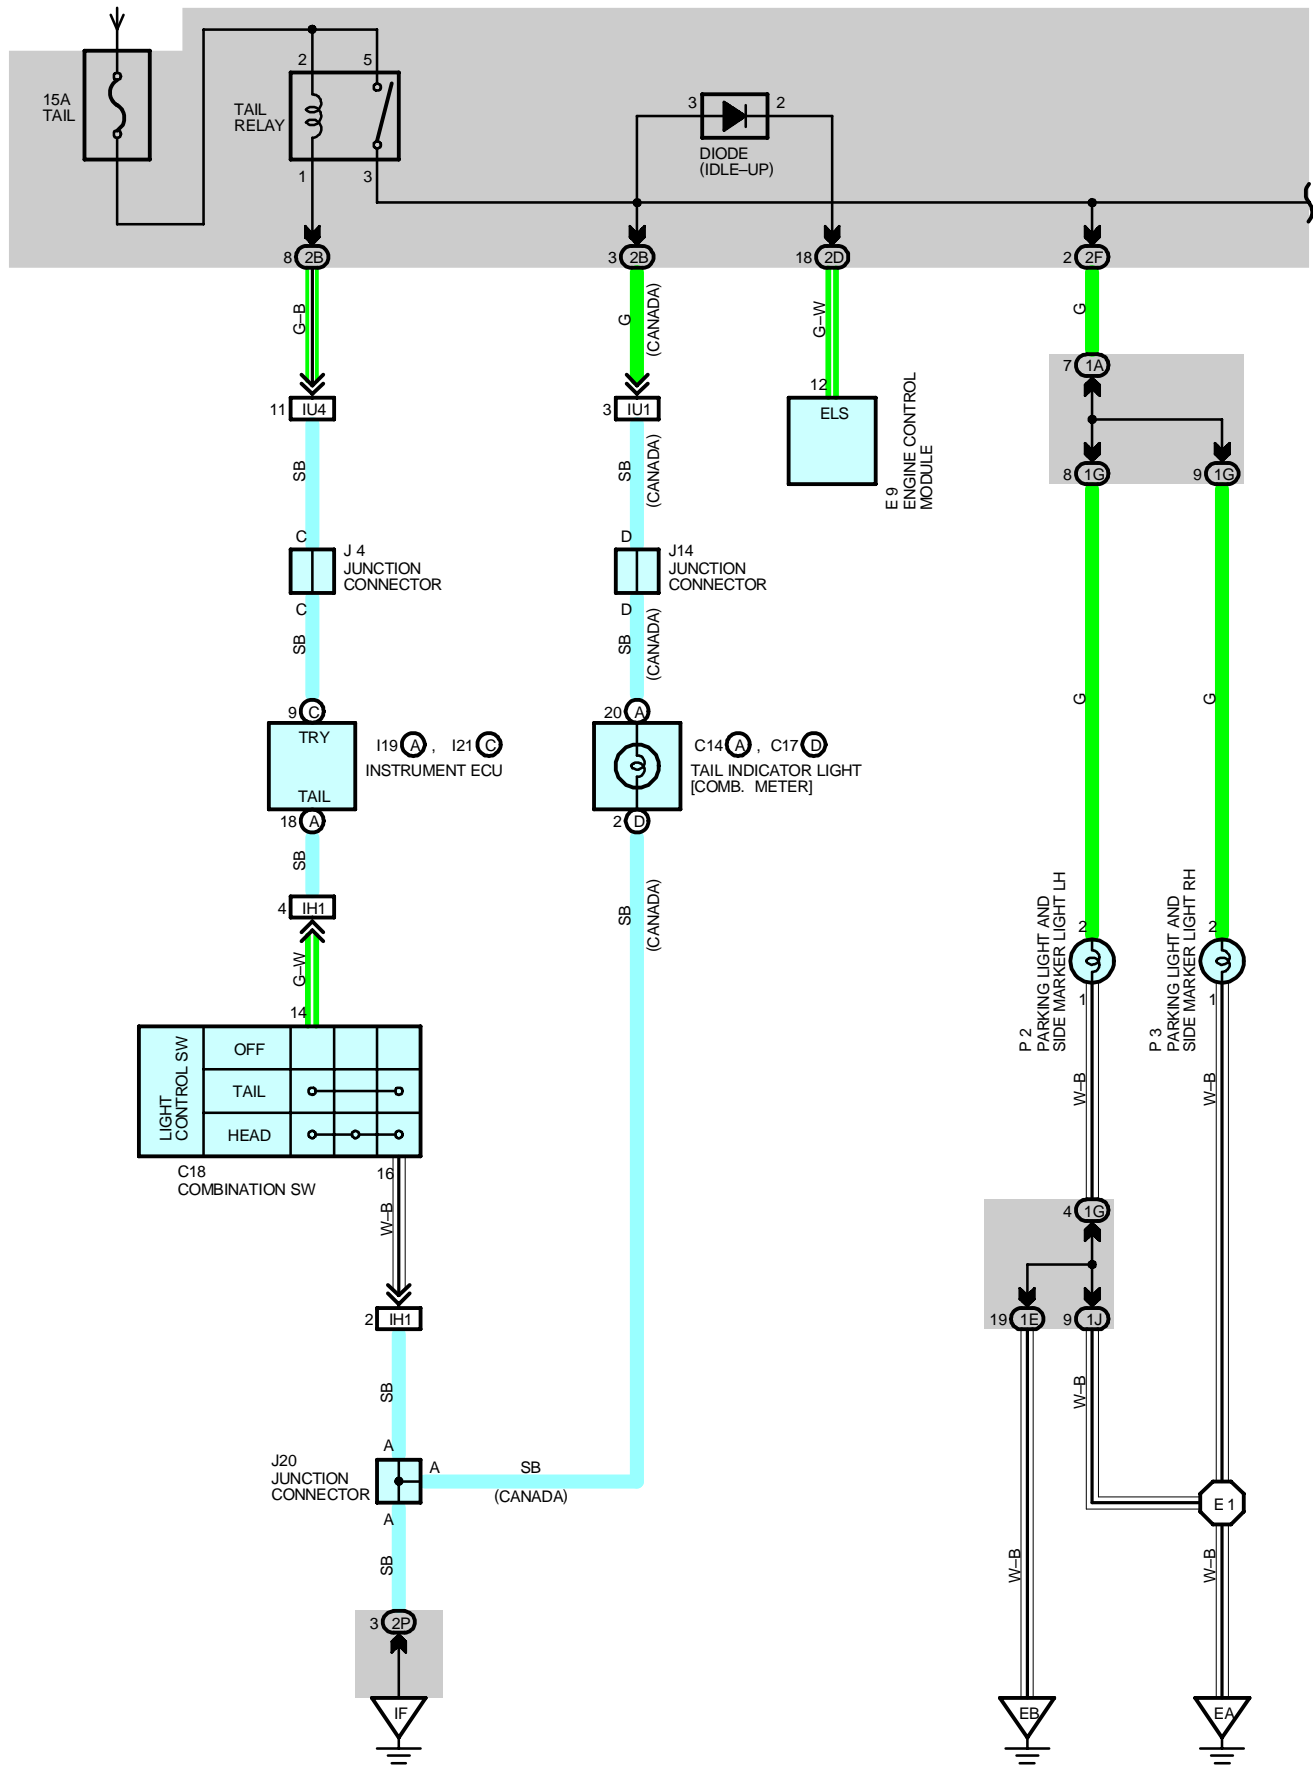 15A
TAIL
TAIL
RELAY
2
5
1
3
3
2
DIODE
(IDLE–UP)
8 2B
3 2B
18 2D
2 2F
G–B
G
(CANADA)
G–W
G
11 IU4
3 IU1
12
ELS
E 9
ENGINE CONTROL
MODULE
7 1A
8 1G
9 1G
SB
SB
(CANADA)
C
J 4
JUNCTION
CONNECTOR
C
D
J14
JUNCTION
CONNECTOR
D
SB
SB
(CANADA)
G
G
9 C
TRY
TAIL
18 A
I19 A , I21 C
INSTRUMENT ECU
20 A
C14 A , C17 D
TAIL INDICATOR LIGHT
[COMB. METER]
2 D
SB
4 IH1
G–W
14
SB
(CANADA)
P 2
PARKING LIGHT AND
SIDE MARKER LIGHT LH
2
1
P 3
PARKING LIGHT AND
SIDE MARKER LIGHT RH
2
1
LIGHT
CONTROL SW
OFF
TAIL
HEAD
C18
COMBINATION SW
16
W–B
W–B
W–B
2 IH1
4 1G
19 1E
9 1J
SB
W–B
A
J20
JUNCTION
CONNECTOR
A
SB
(CANADA)
A
SB
E 1
W–B
W–B
3 2P
IF
EB
EA